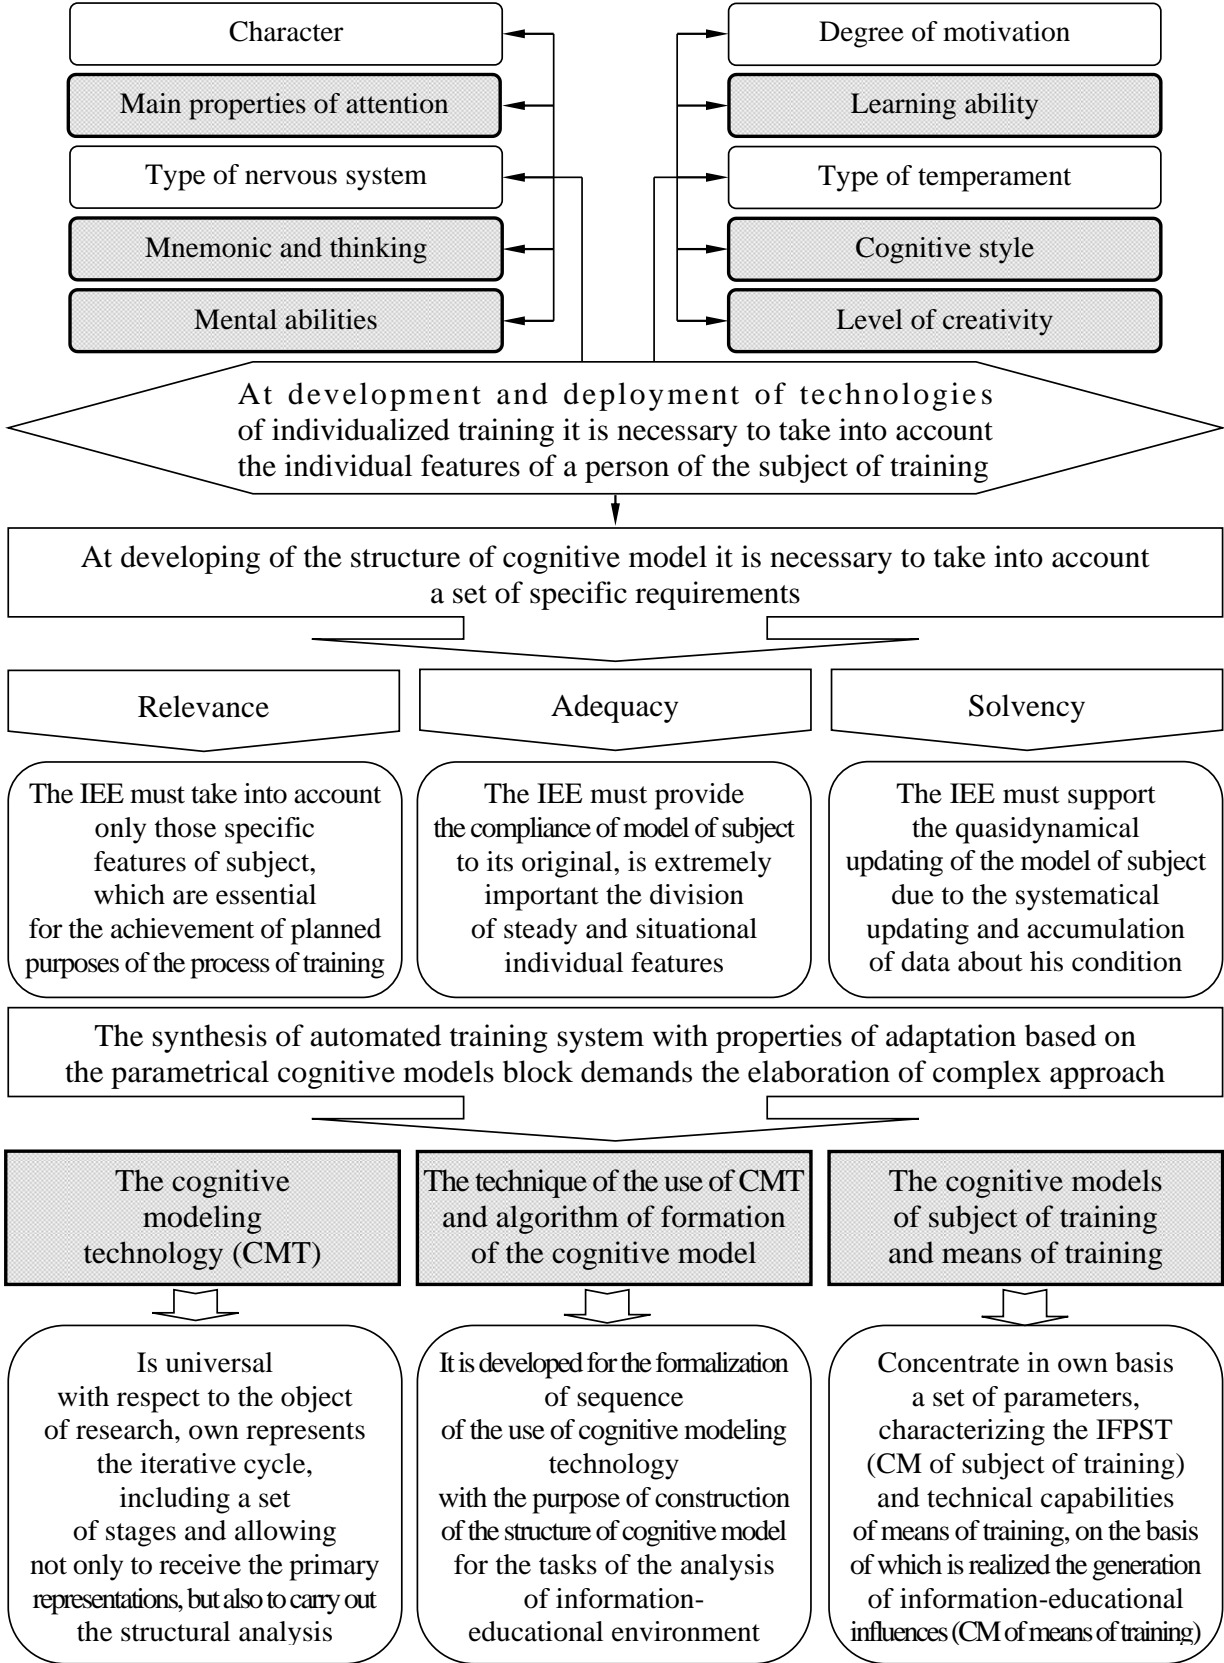 Character
Main properties of attention
Type of nervous system
Mnemonic and thinking
Mental abilities
Degree of motivation
Learning ability
Type of temperament
Cognitive style
Level of creativity
At development and deployment of technologies
of individualized training it is necessary to take into account
the individual features of a person of the subject of training
At developing of the structure of cognitive model it is necessary to take into account
a set of specific requirements
Relevance
The IEE must take into account
only those specific
features of subject,
which are essential
for the achievement of planned
purposes of the process of training
Adequacy
The IEE must provide
the compliance of model of subject
to its original, is extremely
important the division
of steady and situational
individual features
Solvency
The IEE must support
the quasidynamical
updating of the model of subject
due to the systematical
updating and accumulation
of data about his condition
The synthesis of automated training system with properties of adaptation based on
the parametrical cognitive models block demands the elaboration of complex approach
The cognitive
modeling
technology (CMT)
Is universal
with respect to the object
of research, own represents
the iterative cycle,
including a set
of stages and allowing
not only to receive the primary
representations, but also to carry out
the structural analysis
The technique of the use of CMT
and algorithm of formation
of the cognitive model
It is developed for the formalization
of sequence
of the use of cognitive modeling
technology
with the purpose of construction
of the structure of cognitive model
for the tasks of the analysis
of information-
educational environment
The cognitive models
of subject of training
and means of training
Concentrate in own basis
a set of parameters,
characterizing the IFPST
(CM of subject of training)
and technical capabilities
of means of training, on the basis
of which is realized the generation
of information-educational
influences (CM of means of training)